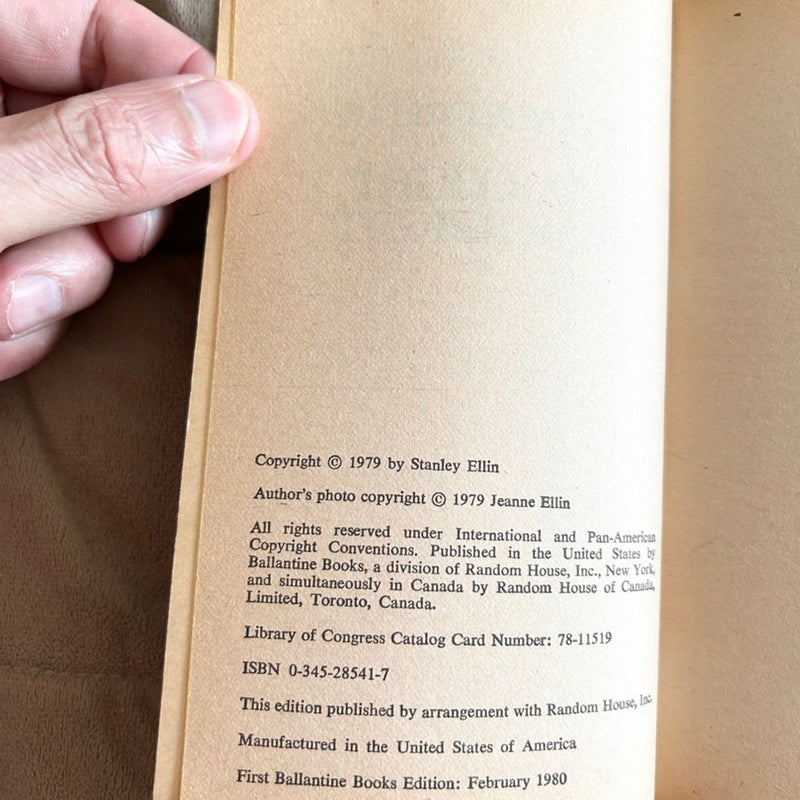 Copyright © 1979 by Stanley Ellin
Author's photo copyright © 1979 Jeanne Ellin
All rights reserved under International and Pan-American
Copyright Conventions. Published in the United States by
Ballantine Books, a division of Random House, Inc., New York,
and simultaneously in Canada by Random House of Canada,
Limited, Toronto, Canada.
Library of Congress Catalog Card Number: 78-11519
ISBN 0-345-28541-7
This edition published by arrangement with Random House, Inc.
Manufactured in the United States of America
First Ballantine Books Edition: February 1980